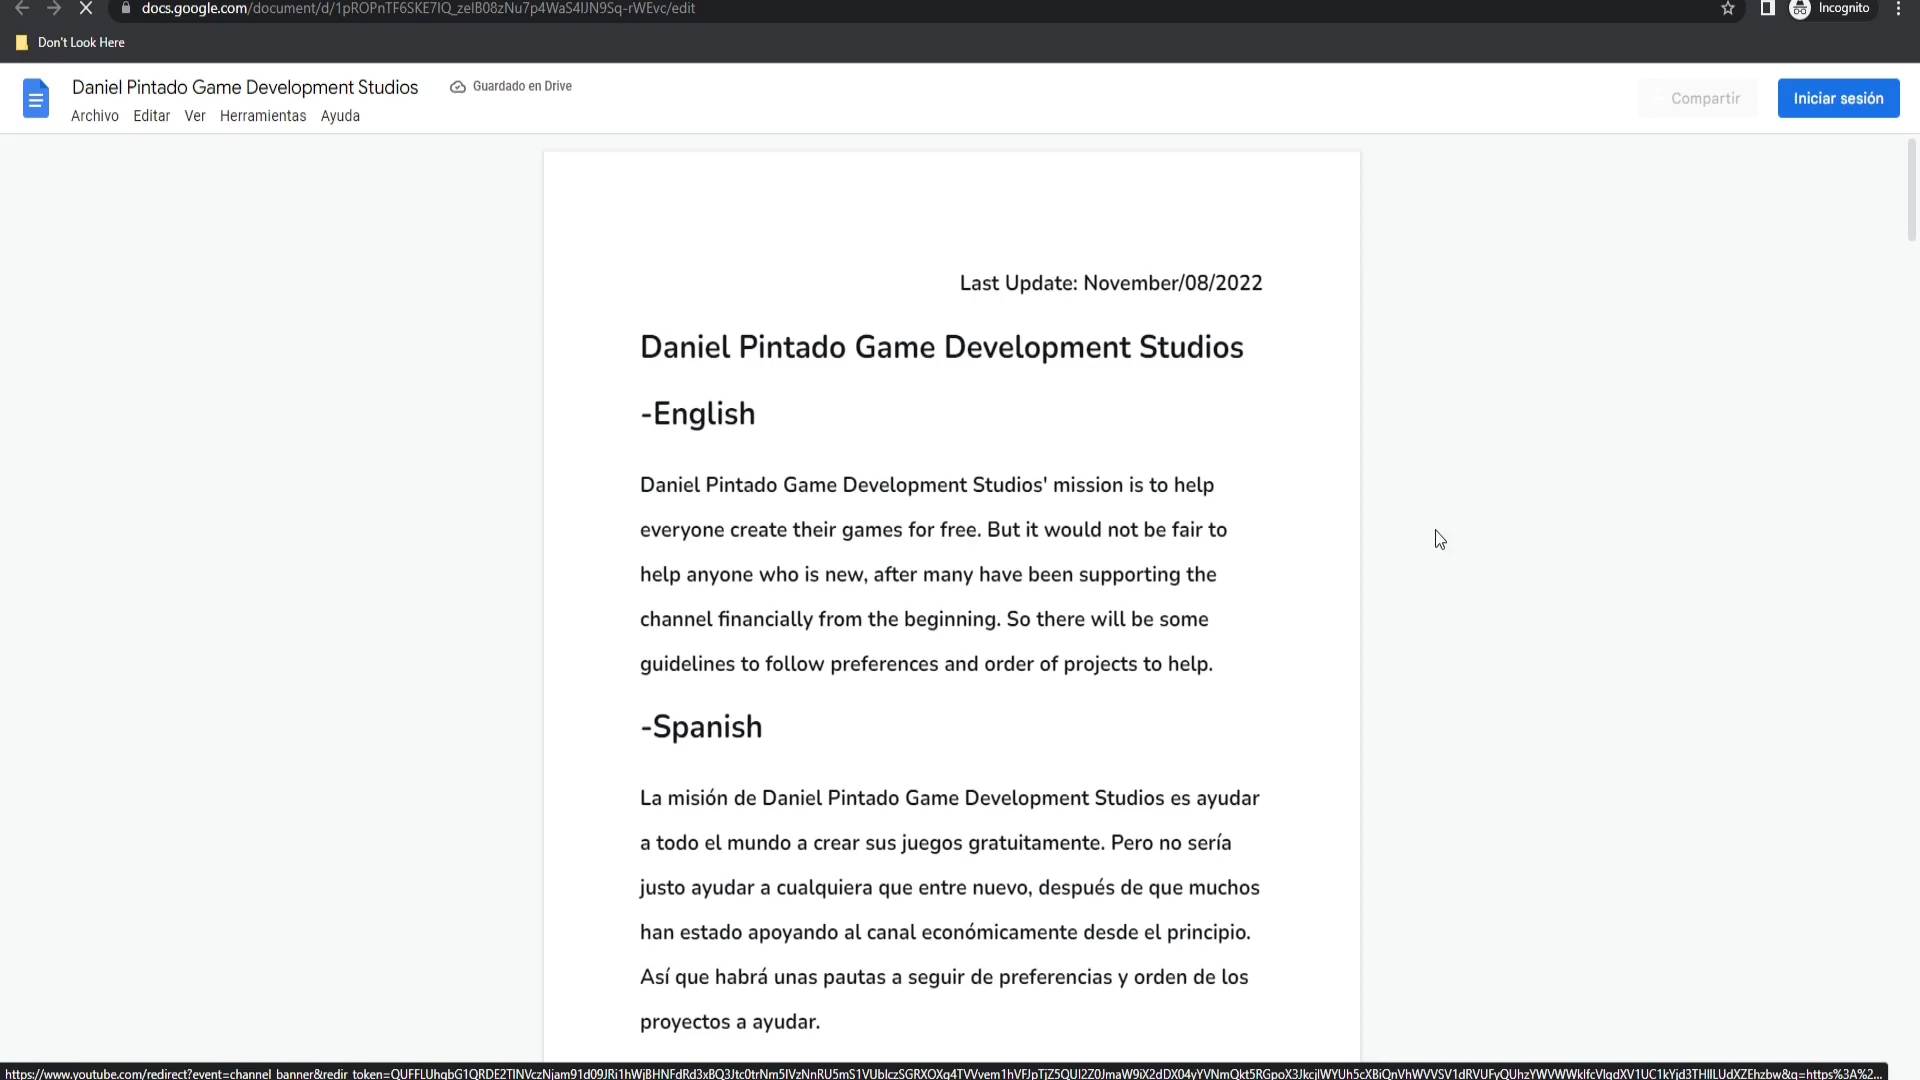 docs.google.com/document/d/1pROPnTF6SKE7IQ_zeIB08zNu7p4WaS4IJN9Sq-rWEvc/edit
Incognito
Don't Look Here
Daniel Pintado Game Development Studios
Guardado en Drive
Archivo Editar Ver Herramientas Ayuda
Compartir
Iniciar sesión
Last Update: November/08/2022
Daniel Pintado Game Development Studios
-English
Daniel Pintado Game Development Studios' mission is to help
everyone create their games for free. But it would not be fair to
help anyone who is new, after many have been supporting the
channel financially from the beginning. So there will be some
guidelines to follow preferences and order of projects to help.
-Spanish
La misión de Daniel Pintado Game Development Studios es ayudar
a todo el mundo a crear sus juegos gratuitamente. Pero no sería
justo ayudar a cualquiera que entre nuevo, después de que muchos
han estado apoyando al canal económicamente desde el principio.
Así que habrá unas pautas a seguir de preferencias y orden de los
proyectos a ayudar.